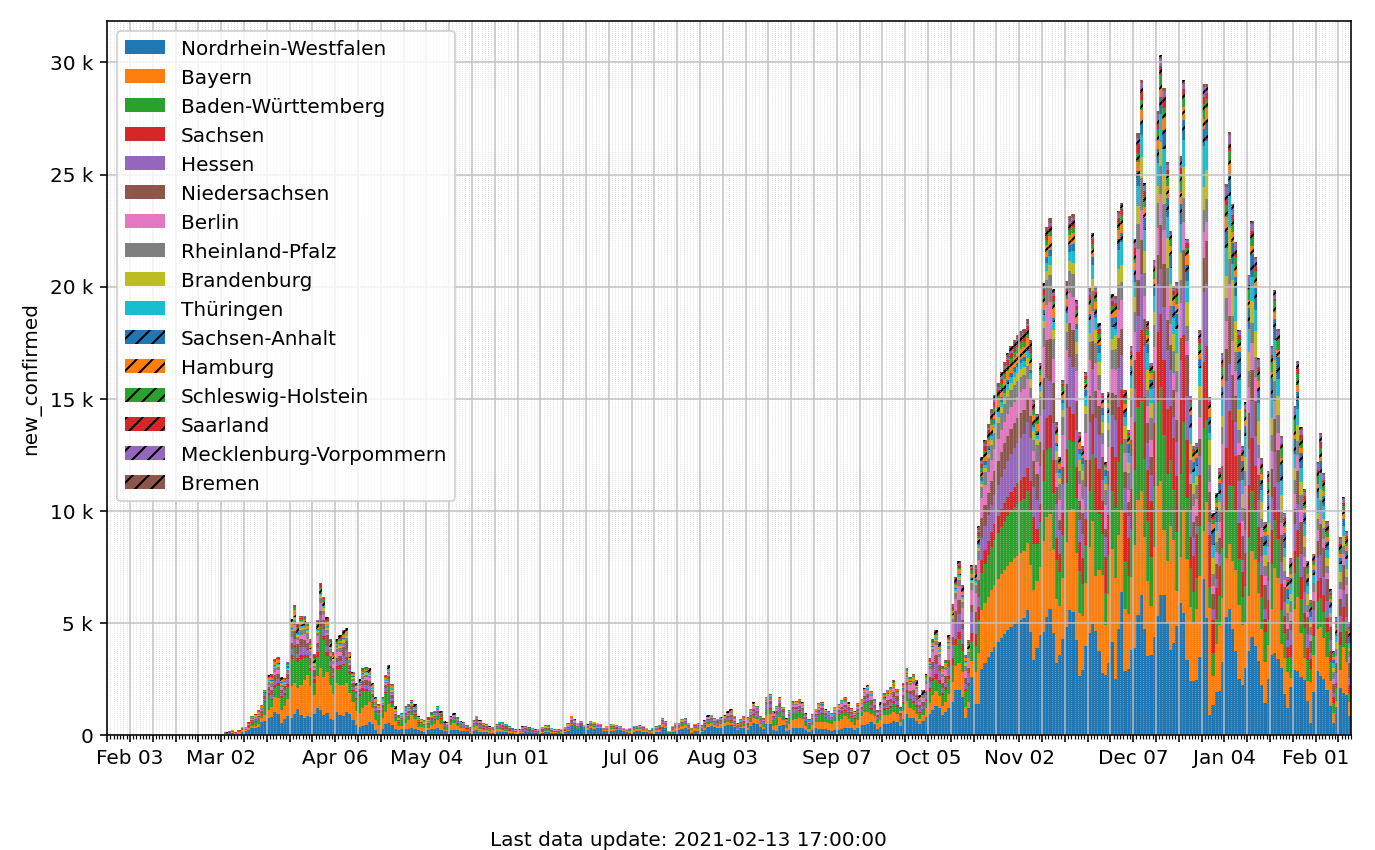 30 k
25 k
20 k
15 k
10 k
5 k
0
new_confirmed
Nordrhein-Westfalen
Bayern
Baden-Württemberg
Sachsen
Hessen
Niedersachsen
Berlin
Rheinland-Pfalz
Brandenburg
Thüringen
Sachsen-Anhalt
Hamburg
Schleswig-Holstein
Saarland
Mecklenburg-Vorpommern
Bremen
Feb 03 Mar 02 Apr 06 May 04 Jun 01 Jul 06 Aug 03 Sep 07 Oct 05 Nov 02 Dec 07 Jan 04 Feb 01
Last data update: 2021-02-13 17:00:00